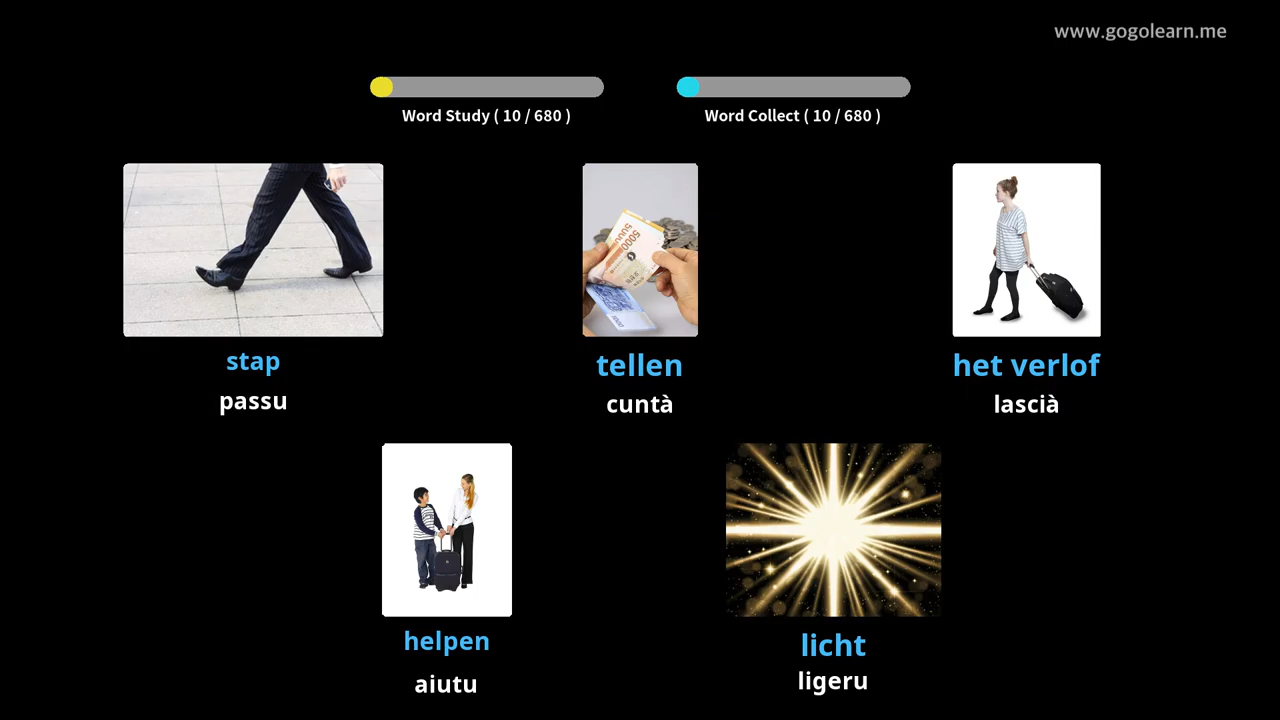 www.gogolearn.me
Word Study ( 10 / 680 )
Word Collect ( 10 / 680 )
stap
passu
tellen
cuntà
het verlof
lascià
helpen
aiutu
licht
ligeru